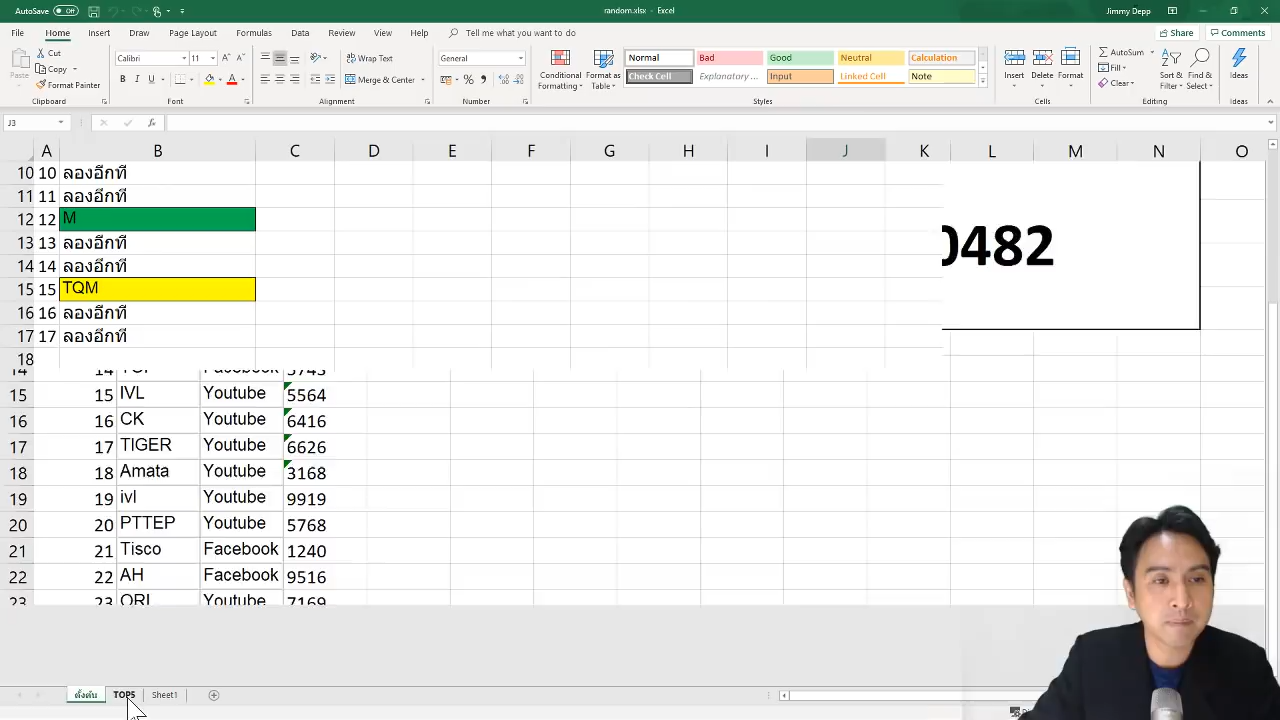 AutoSave Off random.xlsx - Excel Jimmy Depp
File Home Insert Draw Page Layout Formulas Data Review View Help Tell me what you want to do Share Comments
Cut
Copy
Format Painter
Paste
Clipboard
Calibri 11
B I U
Font
Wrap Text
Merge & Center
Alignment
General
Number
Conditional Formatting
Format as Table
Normal Bad Good Neutral Calculation
Check Cell Explanatory ... Input Linked Cell Note
Styles
Insert Delete Format
Cells
AutoSum
Fill
Clear
Sort & Filter
Find & Select
Editing
Ideas
Ideas
J3 fx
A B C D E F G H I J K L M N O
10 10 ลองอีกที
11 11 ลองอีกที
12 12 M
13 13 ลองอีกที
14 14 ลองอีกที
15 15 TQM
16 16 ลองอีกที
17 17 ลองอีกที
18
0482
15 15 IVL Youtube 5564
16 16 CK Youtube 6416
17 17 TIGER Youtube 6626
18 18 Amata Youtube 3168
19 19 ivl Youtube 9919
20 20 PTTEP Youtube 5768
21 21 Tisco Facebook 1240
22 22 AH Facebook 9516
23 23 ORI Youtube 7169
ตั้งต้น TOP5 Sheet1